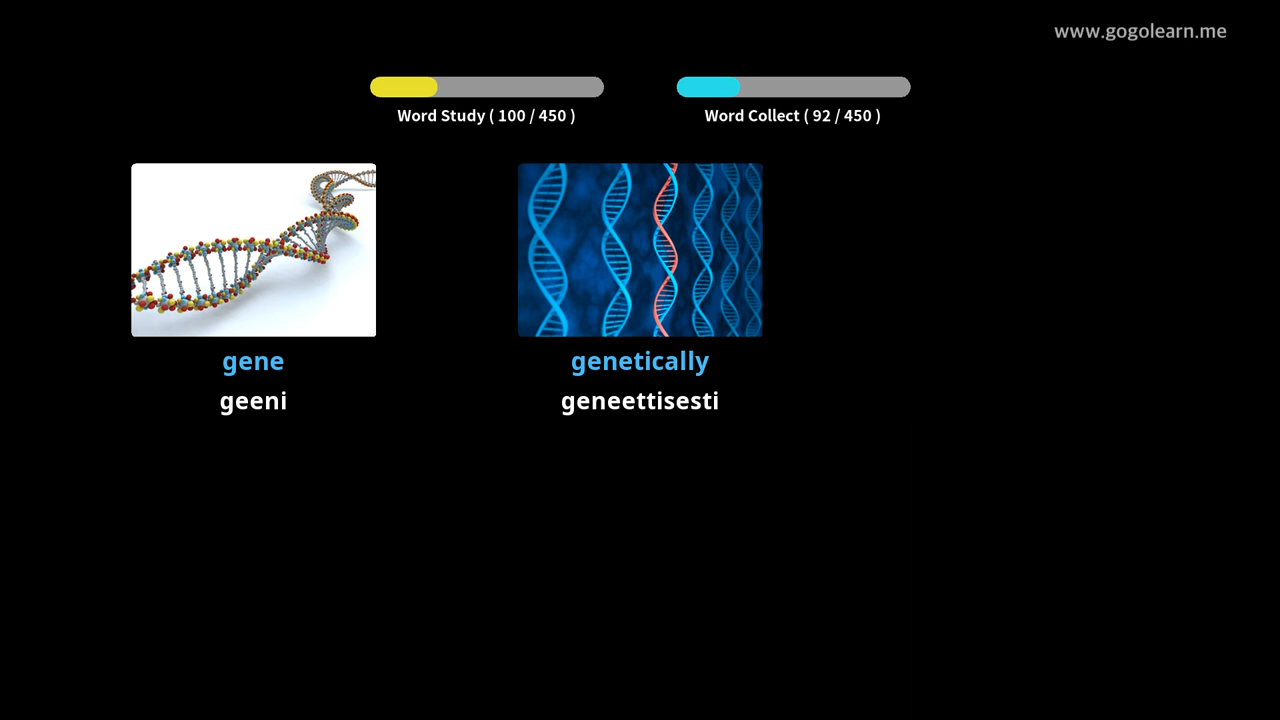 www.gogolearn.me
Word Study ( 100 / 450 )
Word Collect ( 92 / 450 )
gene
genetically
geeni
geneettisesti